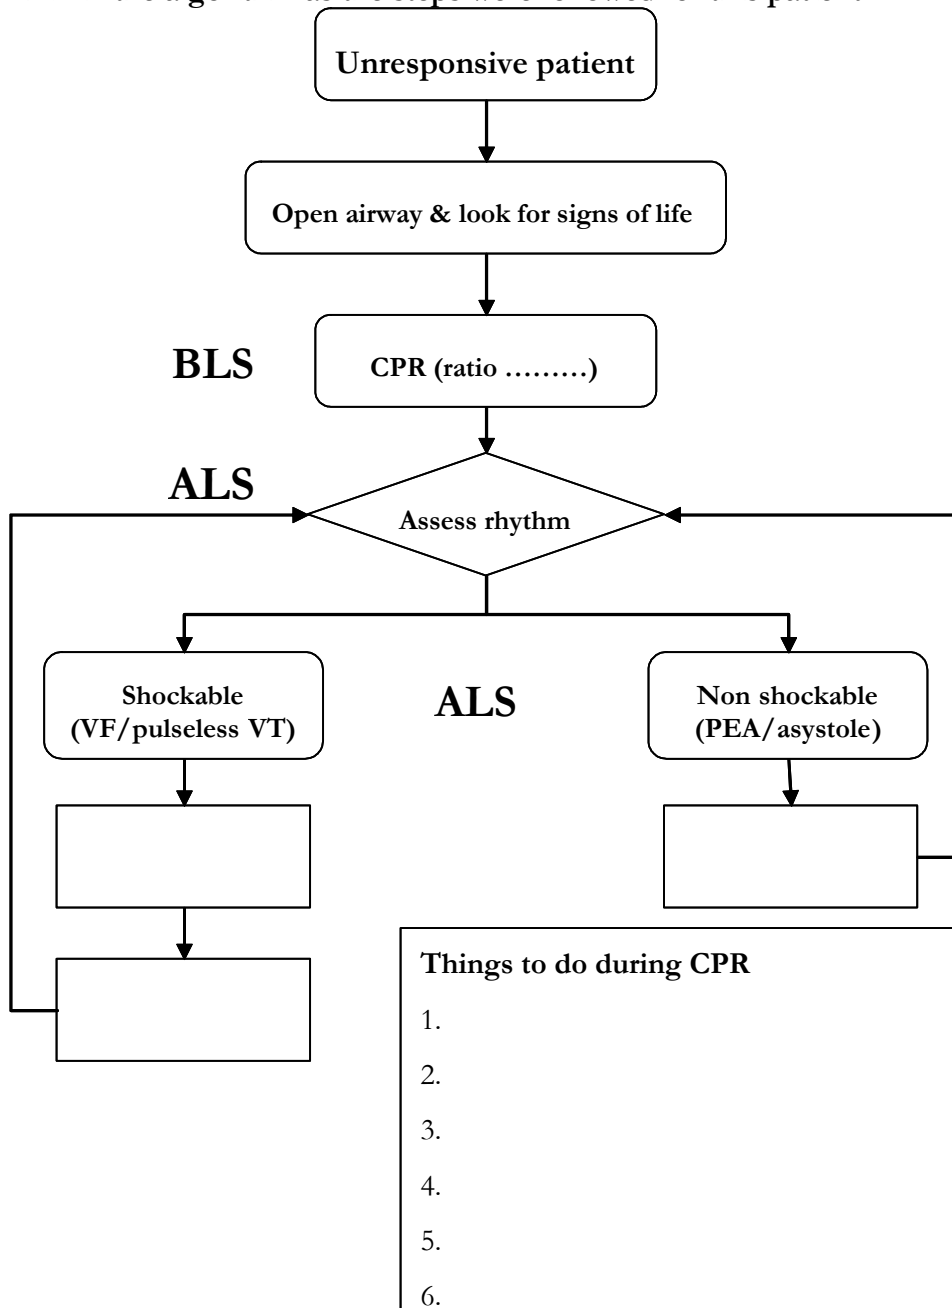 Unresponsive patient
Open airway & look for signs of life
BLS
CPR (ratio ………)
ALS
Assess rhythm
Shockable
(VF/pulseless VT)
ALS
Non shockable
(PEA/asystole)
Things to do during CPR
1.
2.
3.
4.
5.
6.